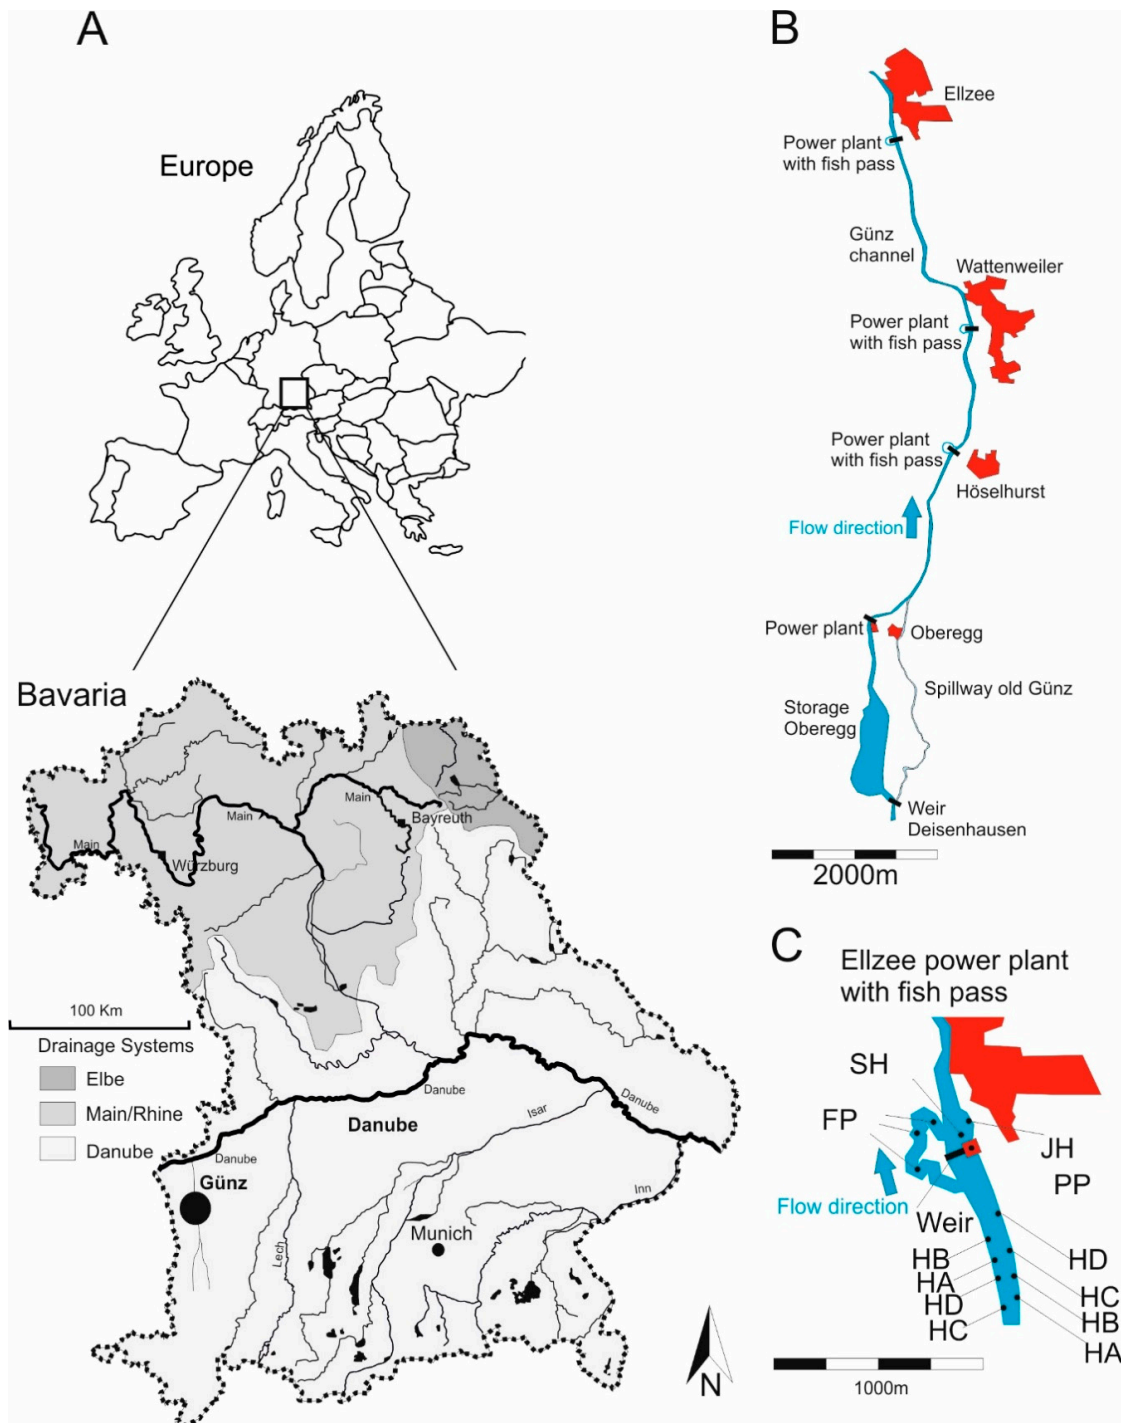 A
Europe
Bavaria
Main
Main
Main
Bayreuth
Würzburg
100 Km
Drainage Systems
Elbe
Main/Rhine
Danube
Danube
Danube
Danube
Danube
Isar
Inn
Günz
Lech
Munich
N
B
Ellzee
Power plant
with fish pass
Günz
channel
Wattenweiler
Power plant
with fish pass
Power plant
with fish pass
Höselhurst
Flow direction
Power plant
Oberegg
Spillway old Günz
Storage
Oberegg
Weir
Deisenhausen
2000m
C
Ellzee power plant
with fish pass
SH
FP
JH
PP
Flow direction
Weir
HB
HA
HD
HC
HD
HC
HB
HA
1000m